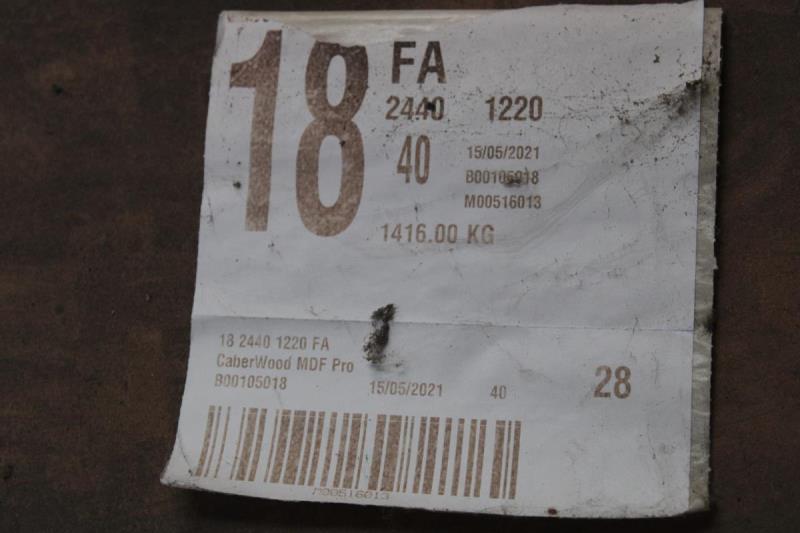 18 FA
2440 1220
40 15/05/2021
B00105018
M00516013
1416.00 KG
18 2440 1220 FA
CaberWood MDF Pro
B00105018 15/05/2021 40 28
M00516013